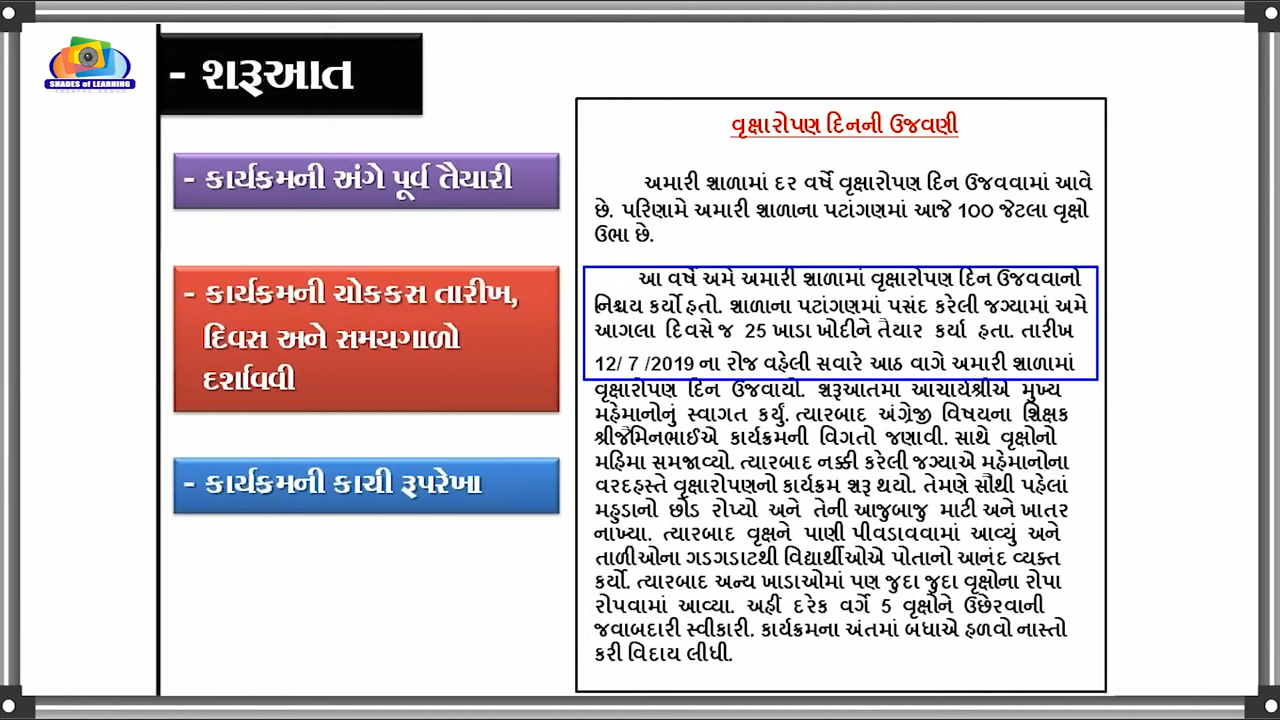 SHADES of LEARNING
- શરૂઆત
- કાર્યક્રમની અંગે પૂર્વ તૈયારી
- કાર્યક્રમની ચોકકસ તારીખ,
દિવસ અને સમયગાળો
દર્શાવવી
- કાર્યક્રમની કાચી રૂપરેખા
વૃક્ષારોપણ દિનની ઉજવણી
અમારી શાળામાં દર વર્ષે વૃક્ષારોપણ દિન ઉજવવામાં આવે
છે. પરિણામે અમારી શાળાના પટાંગણમાં આજે 100 જેટલા વૃક્ષો
ઉભા છે.
આ વર્ષે અમે અમારી શાળામાં વૃક્ષારોપણ દિન ઉજવવાનો
નિશ્ચય કર્યો હતો. શાળાના પટાંગણમાં પસંદ કરેલી જગ્યામાં અમે
આગલા દિવસે જ 25 ખાડા ખોદીને તૈયાર કર્યા હતા. તારીખ
12/ 7 /2019 ના રોજ વહેલી સવારે આઠ વાગે અમારી શાળામાં
વૃક્ષારોપણ દિન ઉજવાયો. શરૂઆતમા આચાર્યશ્રીએ મુખ્ય
મહેમાનોનું સ્વાગત કર્યું. ત્યારબાદ અંગ્રેજી વિષયના શિક્ષક
શ્રીજૈમિનભાઈએ કાર્યક્રમની વિગતો જણાવી. સાથે વૃક્ષોનો
મહિમા સમજાવ્યો. ત્યારબાદ નક્કી કરેલી જગ્યાએ મહેમાનોના
વરદહસ્તે વૃક્ષારોપણનો કાર્યક્રમ શરૂ થયો. તેમણે સૌથી પહેલાં
મહુડાનો છોડ રોપ્યો અને તેની આજુબાજુ માટી અને ખાતર
નાખ્યા. ત્યારબાદ વૃક્ષને પાણી પીવડાવવામાં આવ્યું અને
તાળીઓના ગડગડાટથી વિદ્યાર્થીઓએ પોતાનો આનંદ વ્યક્ત
કર્યો. ત્યારબાદ અન્ય ખાડાઓમાં પણ જુદા જુદા વૃક્ષોના રોપા
રોપવામાં આવ્યા. અહીં દરેક વર્ગે 5 વૃક્ષોને ઉછેરવાની
જવાબદારી સ્વીકારી. કાર્યક્રમના અંતમાં બધાએ હળવો નાસ્તો
કરી વિદાય લીધી.